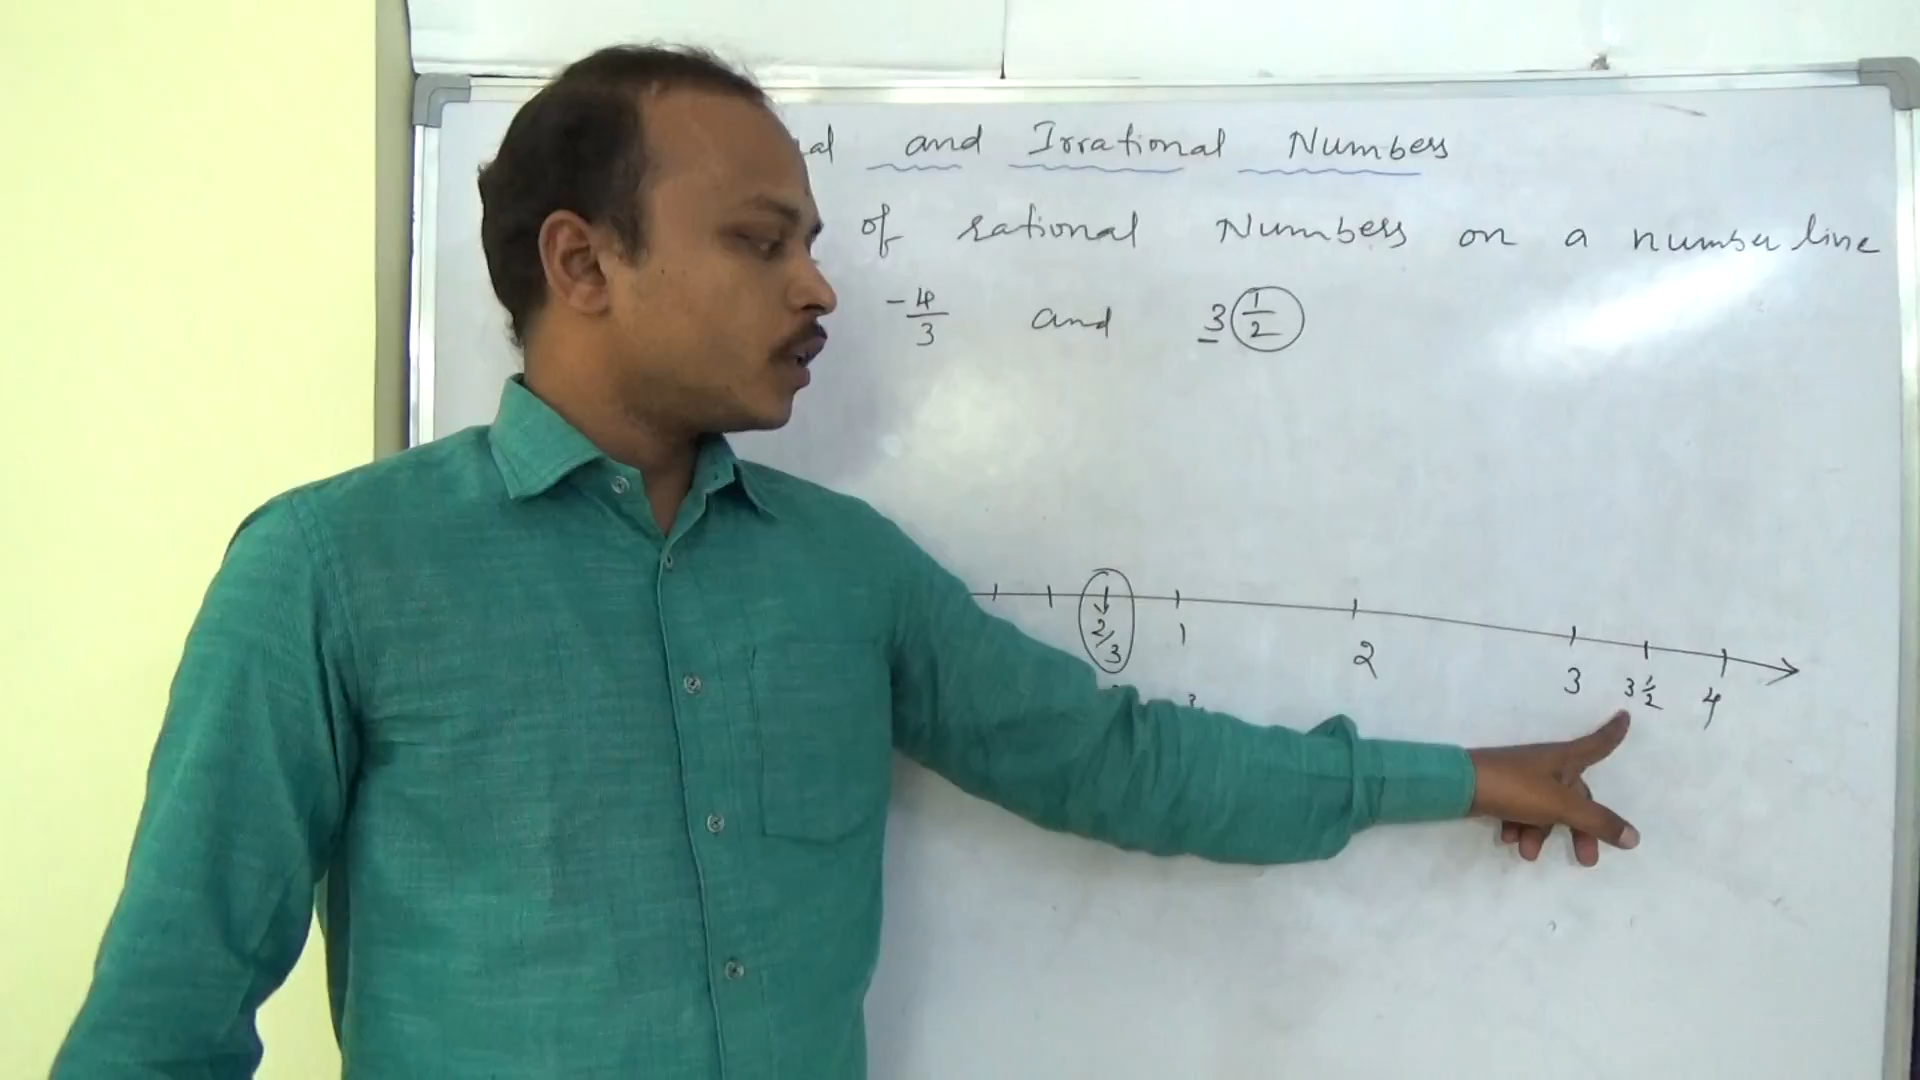 and Irrational Numbers
of rational Numbers on a number line
-4/3 and 3 1/2
2/3 1 2 3 3 1/2 4